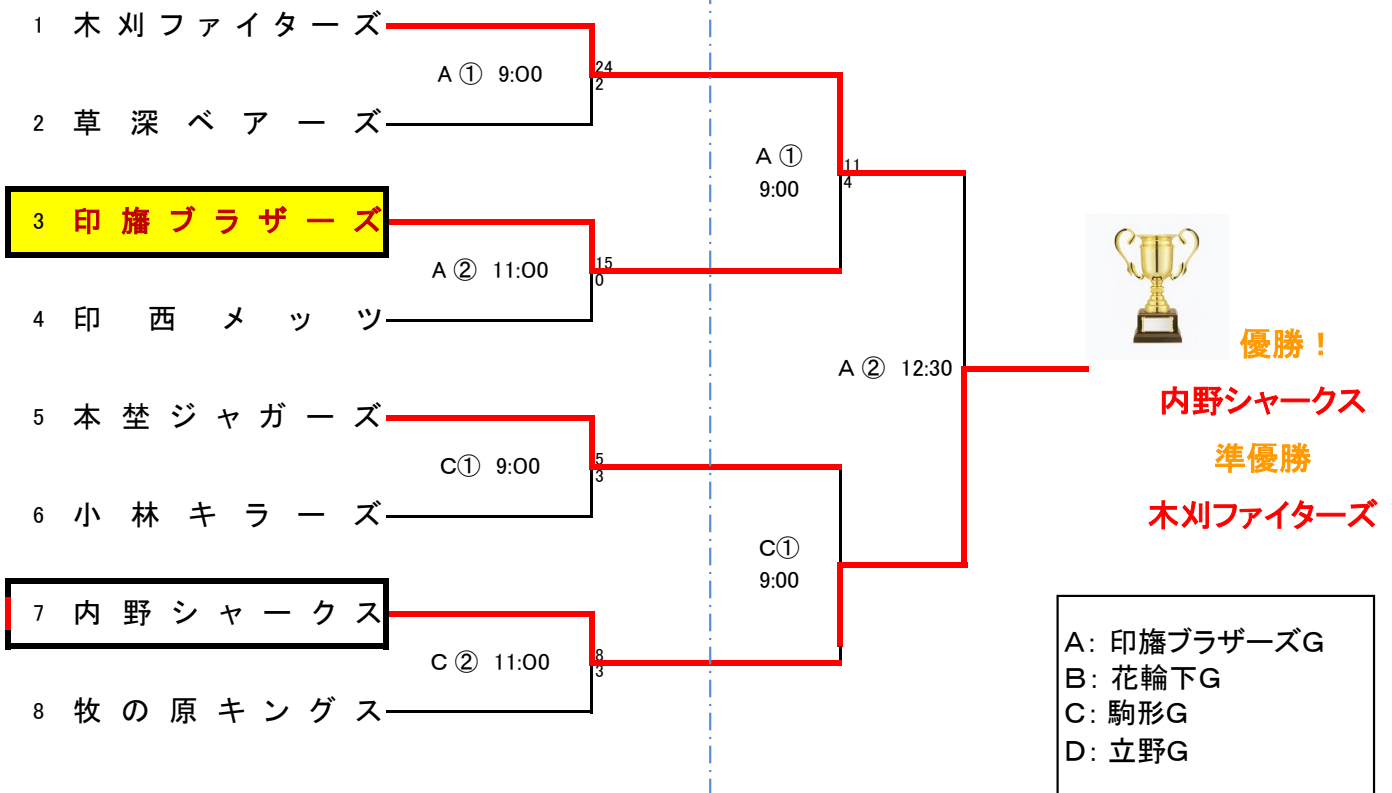 1 木刈ファイターズ
A ① 9:00
24
2
2 草深ベアーズ
A ①
9:00
11
4
3 印旛ブラザーズ
A ② 11:00
15
0
4 印西メッツ
A ② 12:30
優勝！
内野シャークス
準優勝
木刈ファイターズ
5 本埜ジャガーズ
C① 9:00
5
3
6 小林キラーズ
C①
9:00
7 内野シャークス
C ② 11:00
8
3
8 牧の原キングス
A: 印旛ブラザーズG
B: 花輪下G
C: 駒形G
D: 立野G